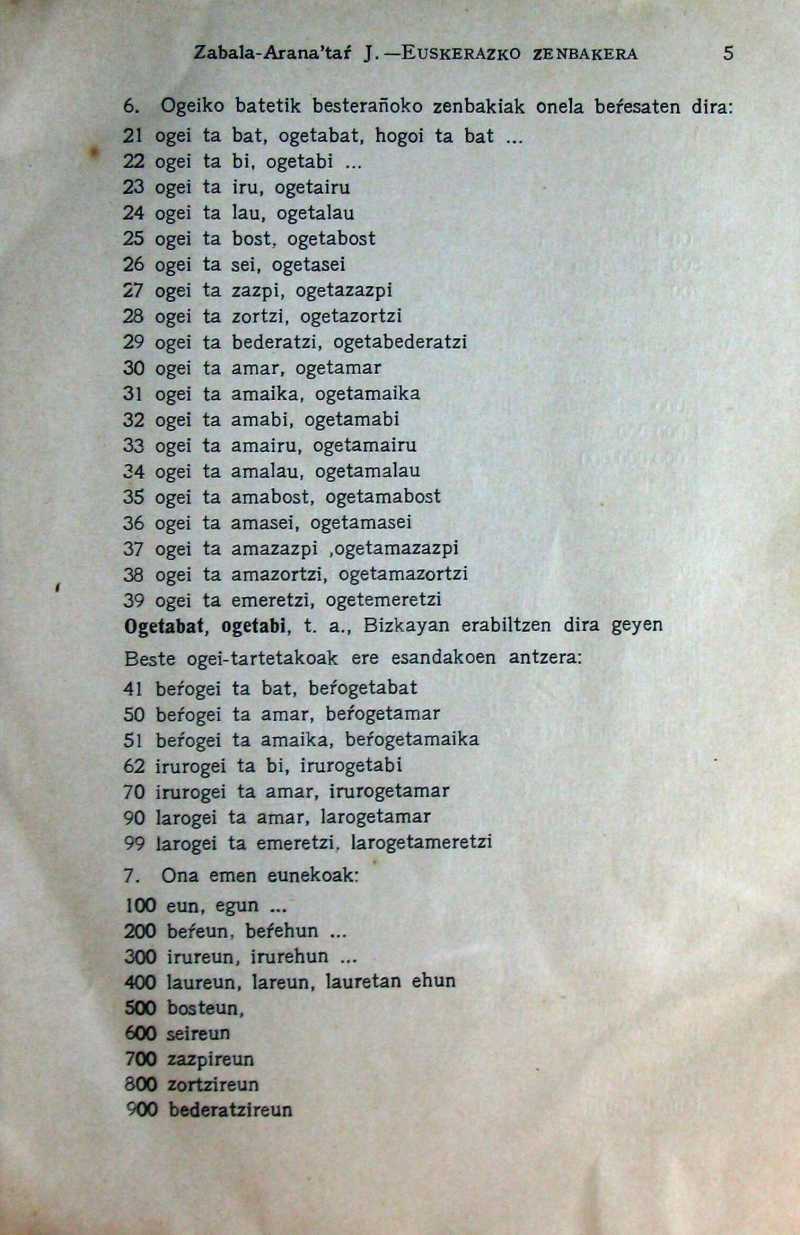 Zabala-Arana'taŕ J.—Euskerazko zenbakera 5
6. Ogeiko batetik besterañoko zenbakiak onela beŕesaten dira:
21 ogei ta bat, ogetabat, hogoi ta bat ...
22 ogei ta bi, ogetabi ...
23 ogei ta iru, ogetairu
24 ogei ta lau, ogetalau
25 ogei ta bost, ogetabost
26 ogei ta sei, ogetasei
27 ogei ta zazpi, ogetazazpi
28 ogei ta zortzi, ogetazortzi
29 ogei ta bederatzi, ogetabederatzi
30 ogei ta amar, ogetamar
31 ogei ta amaika, ogetamaika
32 ogei ta amabi, ogetamabi
33 ogei ta amairu, ogetamairu
34 ogei ta amalau, ogetamalau
35 ogei ta amabost, ogetamabost
36 ogei ta amasei, ogetamasei
37 ogei ta amazazpi ,ogetamazazpi
38 ogei ta amazortzi, ogetamazortzi
39 ogei ta emeretzi, ogetemeretzi
Ogetabat, ogetabi, t. a., Bizkayan erabiltzen dira geyen
Beste ogei-tartetakoak ere esandakoen antzera:
41 beŕogei ta bat, beŕogetabat
50 beŕogei ta amar, beŕogetamar
51 beŕogei ta amaika, beŕogetamaika
62 irurogei ta bi, irurogetabi
70 irurogei ta amar, irurogetamar
90 larogei ta amar, larogetamar
99 larogei ta emeretzi, larogetameretzi
7. Ona emen eunekoak:
100 eun, egun ...
200 beŕeun, beŕehun ...
300 irureun, irurehun ...
400 laureun, lareun, lauretan ehun
500 bosteun,
600 seireun
700 zazpireun
800 zortzireun
900 bederatzireun